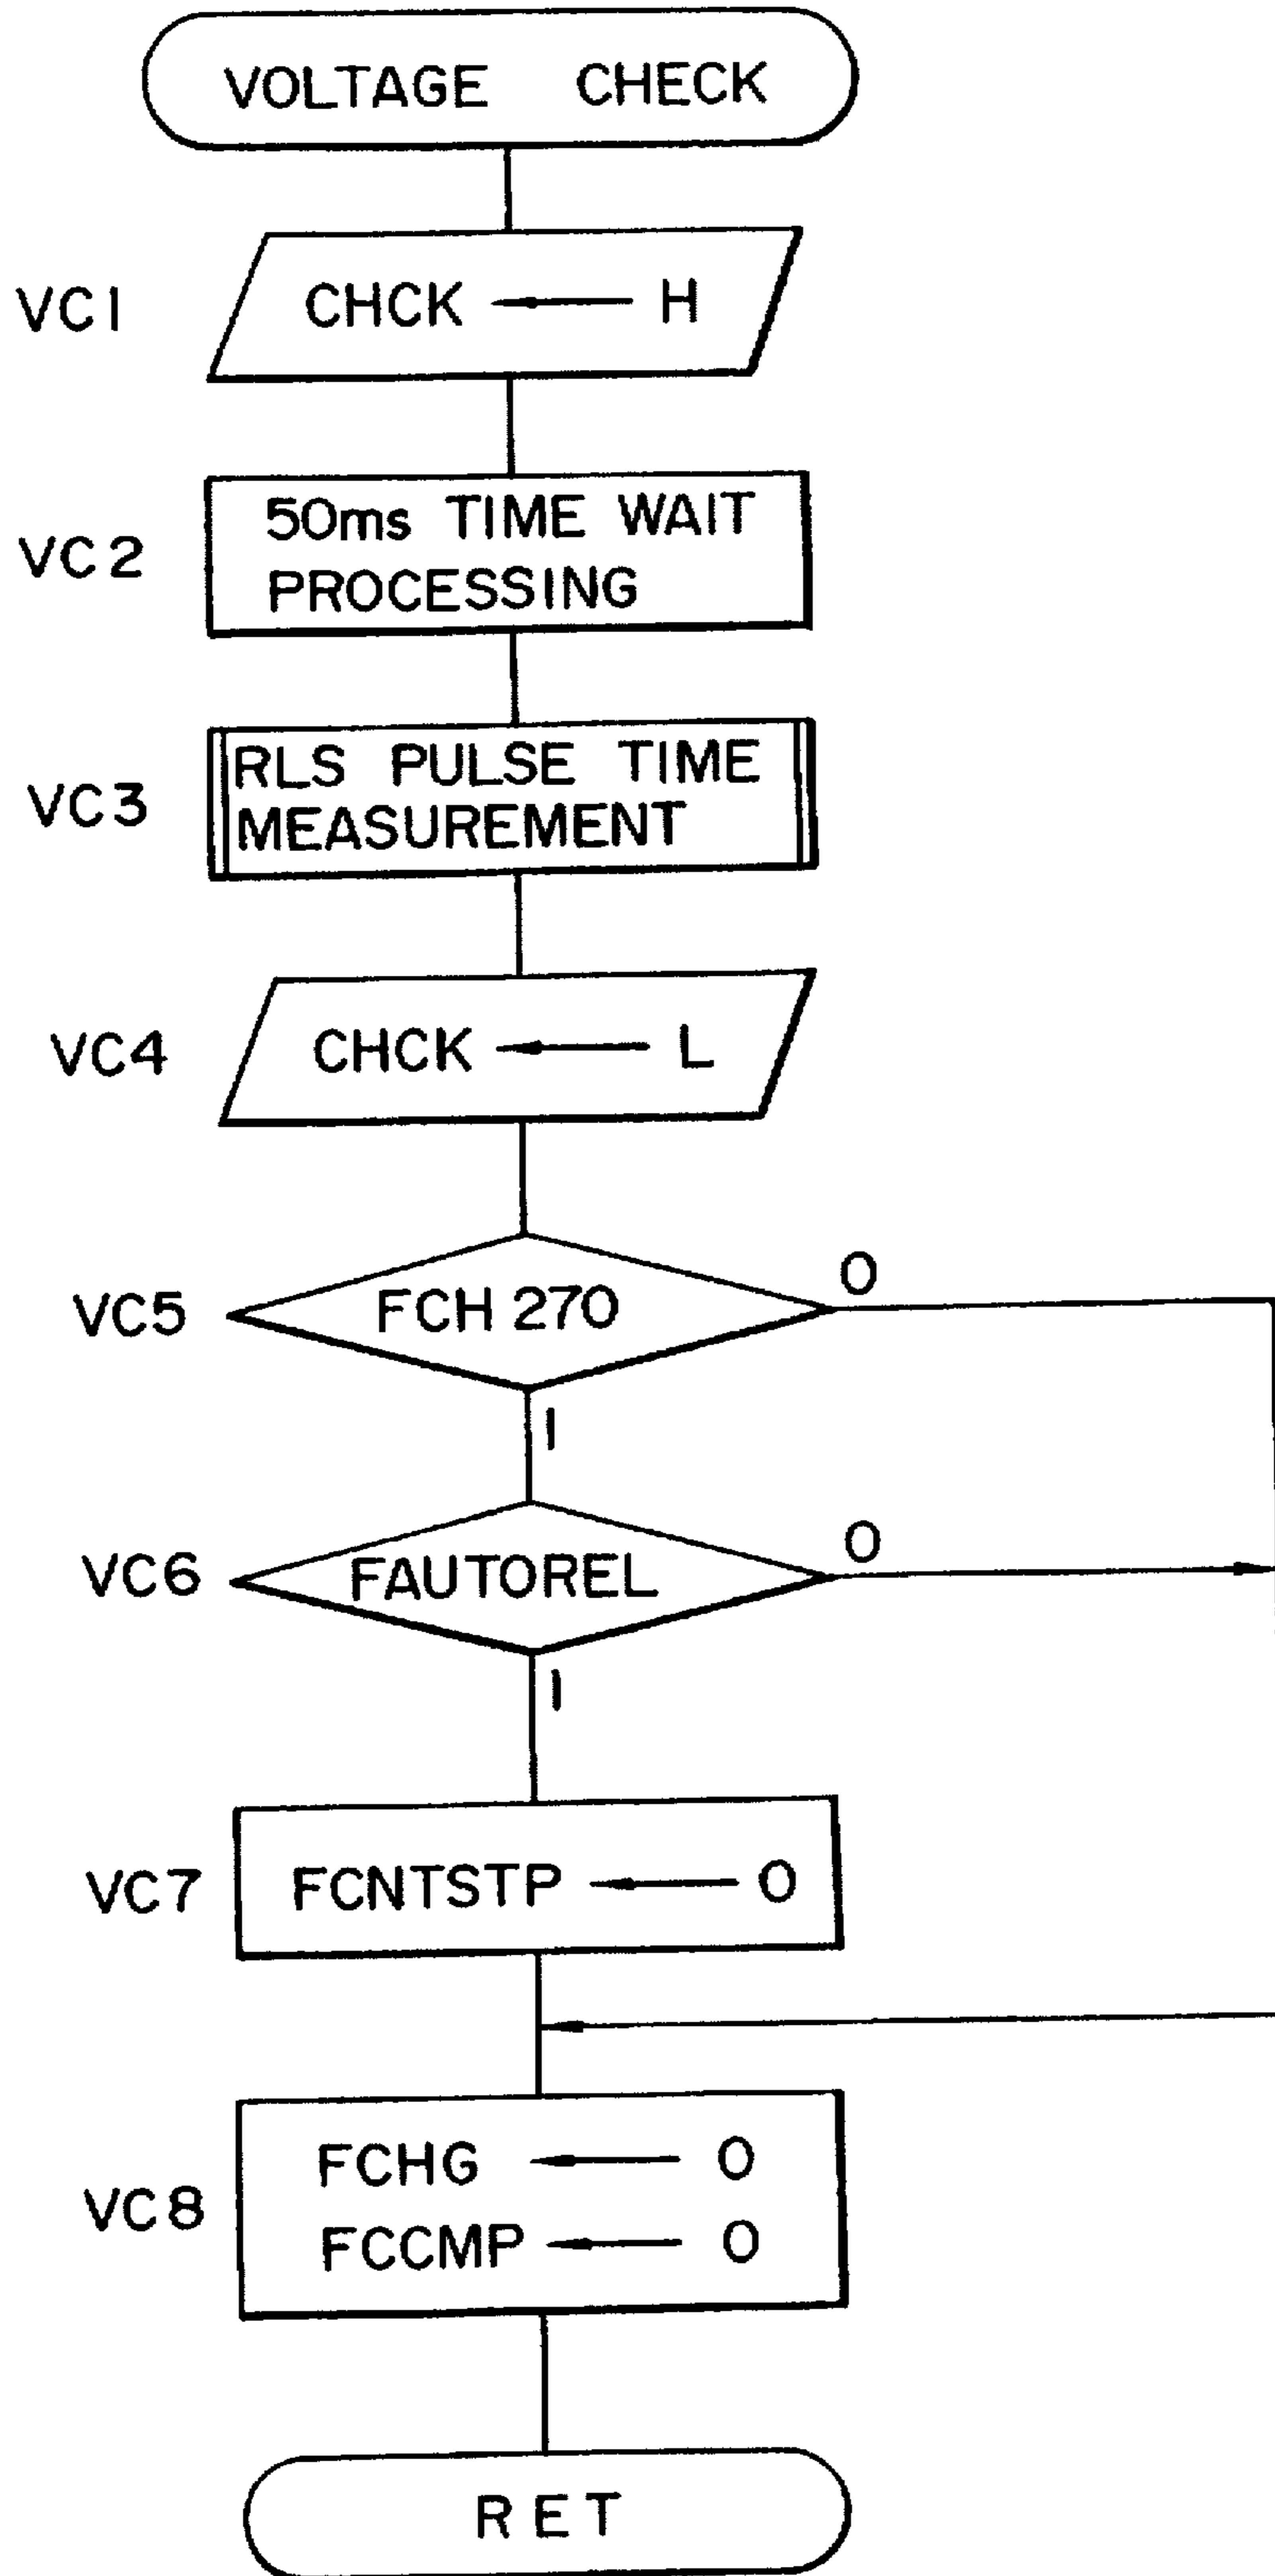 VOLTAGE CHECK
VC1
CHCK ← H
VC2
50ms TIME WAIT
PROCESSING
VC3
RLS PULSE TIME
MEASUREMENT
VC4
CHCK ← L
VC5
FCH 270
0
1
VC6
FAUTOREL
0
1
VC7
FCNTSTP ← 0
VC8
FCHG ← 0
FCCMP ← 0
RET